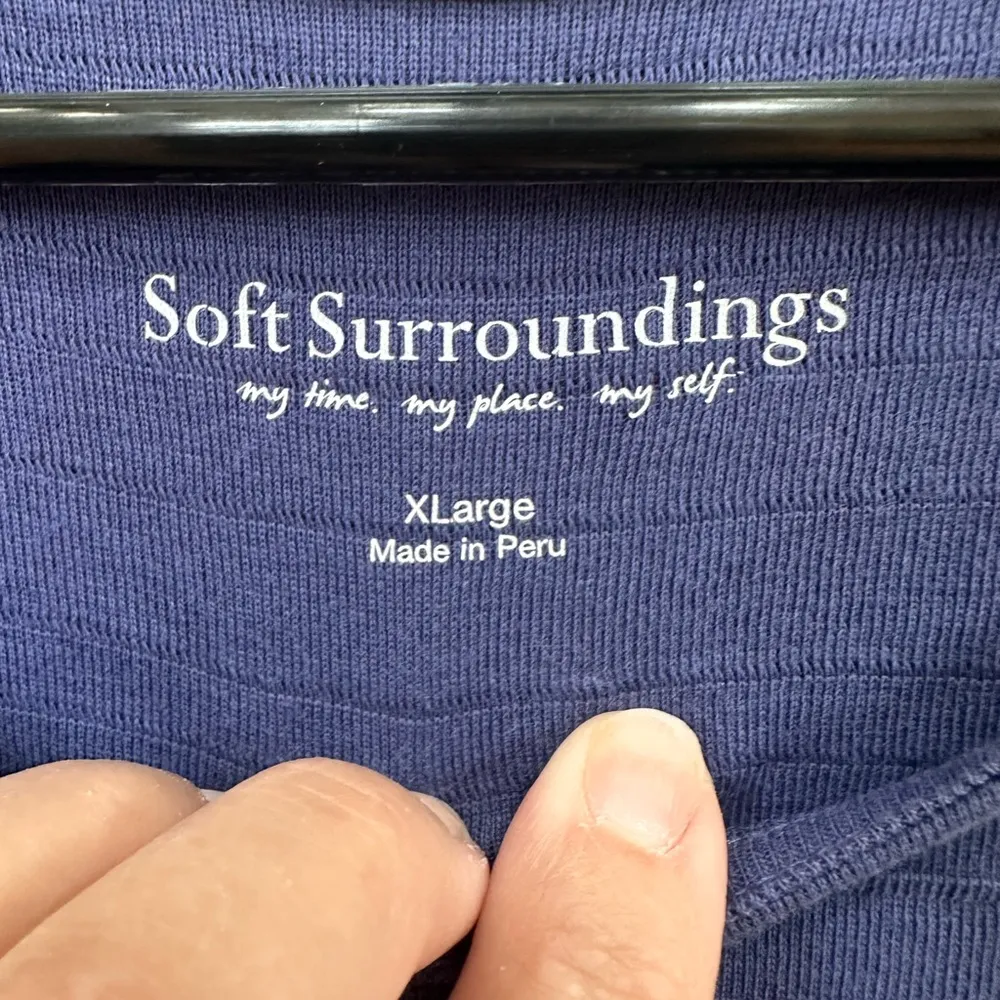 Soft Surroundings
my time. my place. my self.
XLarge
Made in Peru